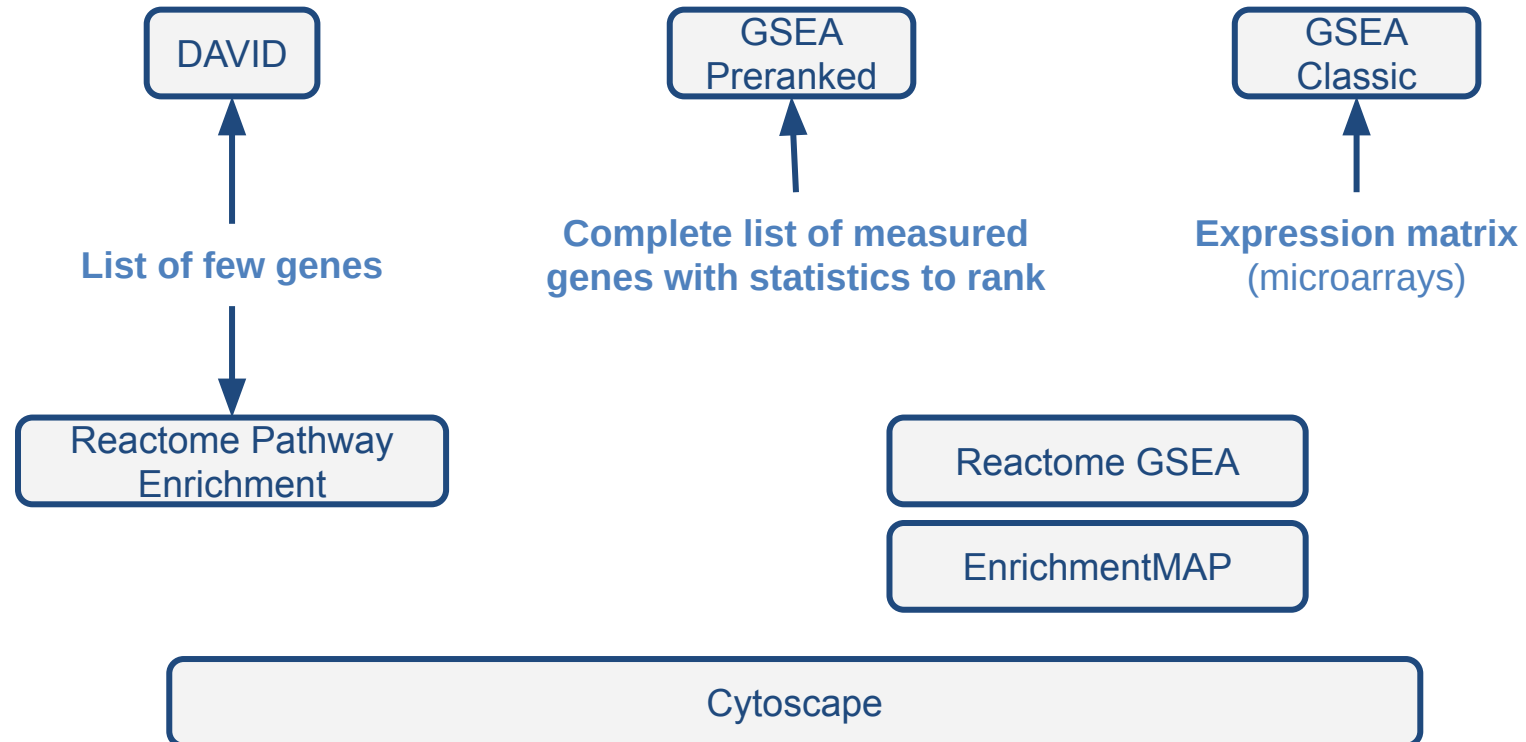 DAVID
GSEA
Preranked
GSEA
Classic
List of few genes
Complete list of measured
genes with statistics to rank
Expression matrix
(microarrays)
Reactome Pathway
Enrichment
Reactome GSEA
EnrichmentMAP
Cytoscape